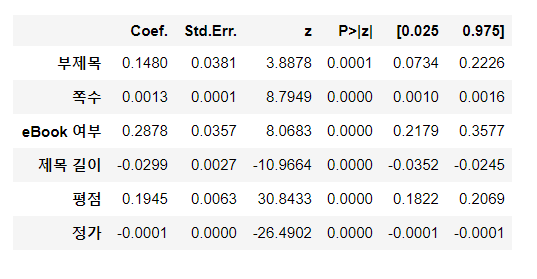 Coef. Std.Err. z P>|z| [0.025 0.975]
부제목 0.1480 0.0381 3.8878 0.0001 0.0734 0.2226
쪽수 0.0013 0.0001 8.7949 0.0000 0.0010 0.0016
eBook 여부 0.2878 0.0357 8.0683 0.0000 0.2179 0.3577
제목 길이 -0.0299 0.0027 -10.9664 0.0000 -0.0352 -0.0245
평점 0.1945 0.0063 30.8433 0.0000 0.1822 0.2069
정가 -0.0001 0.0000 -26.4902 0.0000 -0.0001 -0.0001